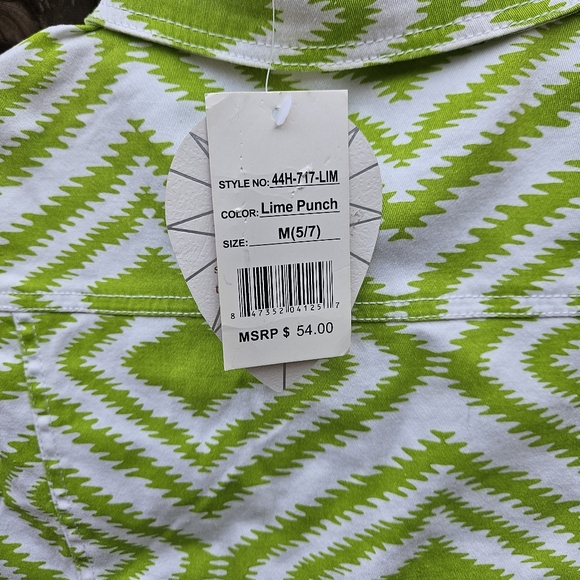 STYLE NO: 44H-717-LIM
COLOR: Lime Punch
SIZE: M(5/7)
8 47352 04125 7
MSRP $ 54.00